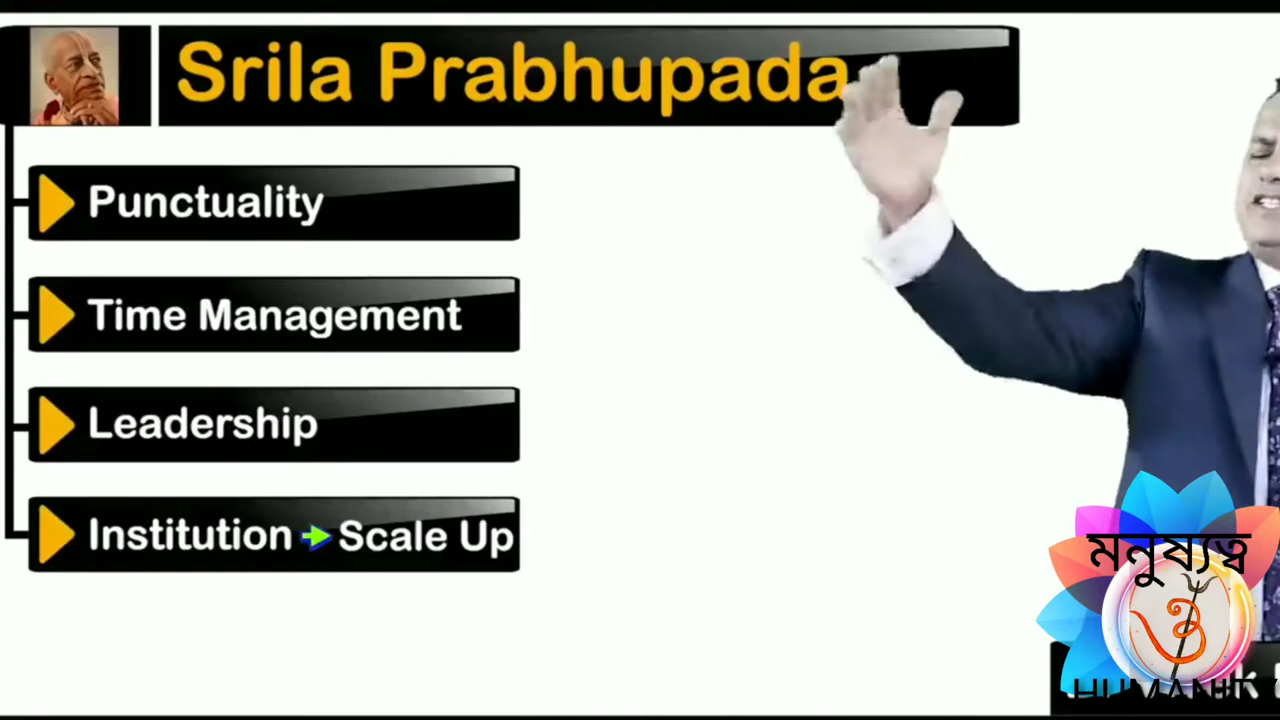 Srila Prabhupada
Punctuality
Time Management
Leadership
Institution Scale Up
মনুষ্যত্ব
ওঁ